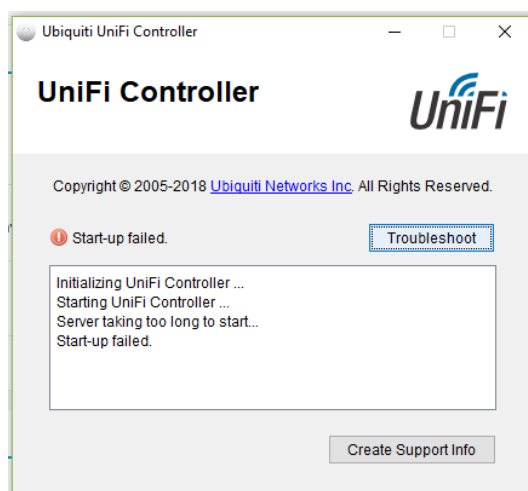 Ubiquiti UniFi Controller
UniFi Controller
UniFi
Copyright © 2005-2018 Ubiquiti Networks Inc. All Rights Reserved.
Start-up failed.
Troubleshoot
Initializing UniFi Controller ...
Starting UniFi Controller ...
Server taking too long to start...
Start-up failed.
Create Support Info